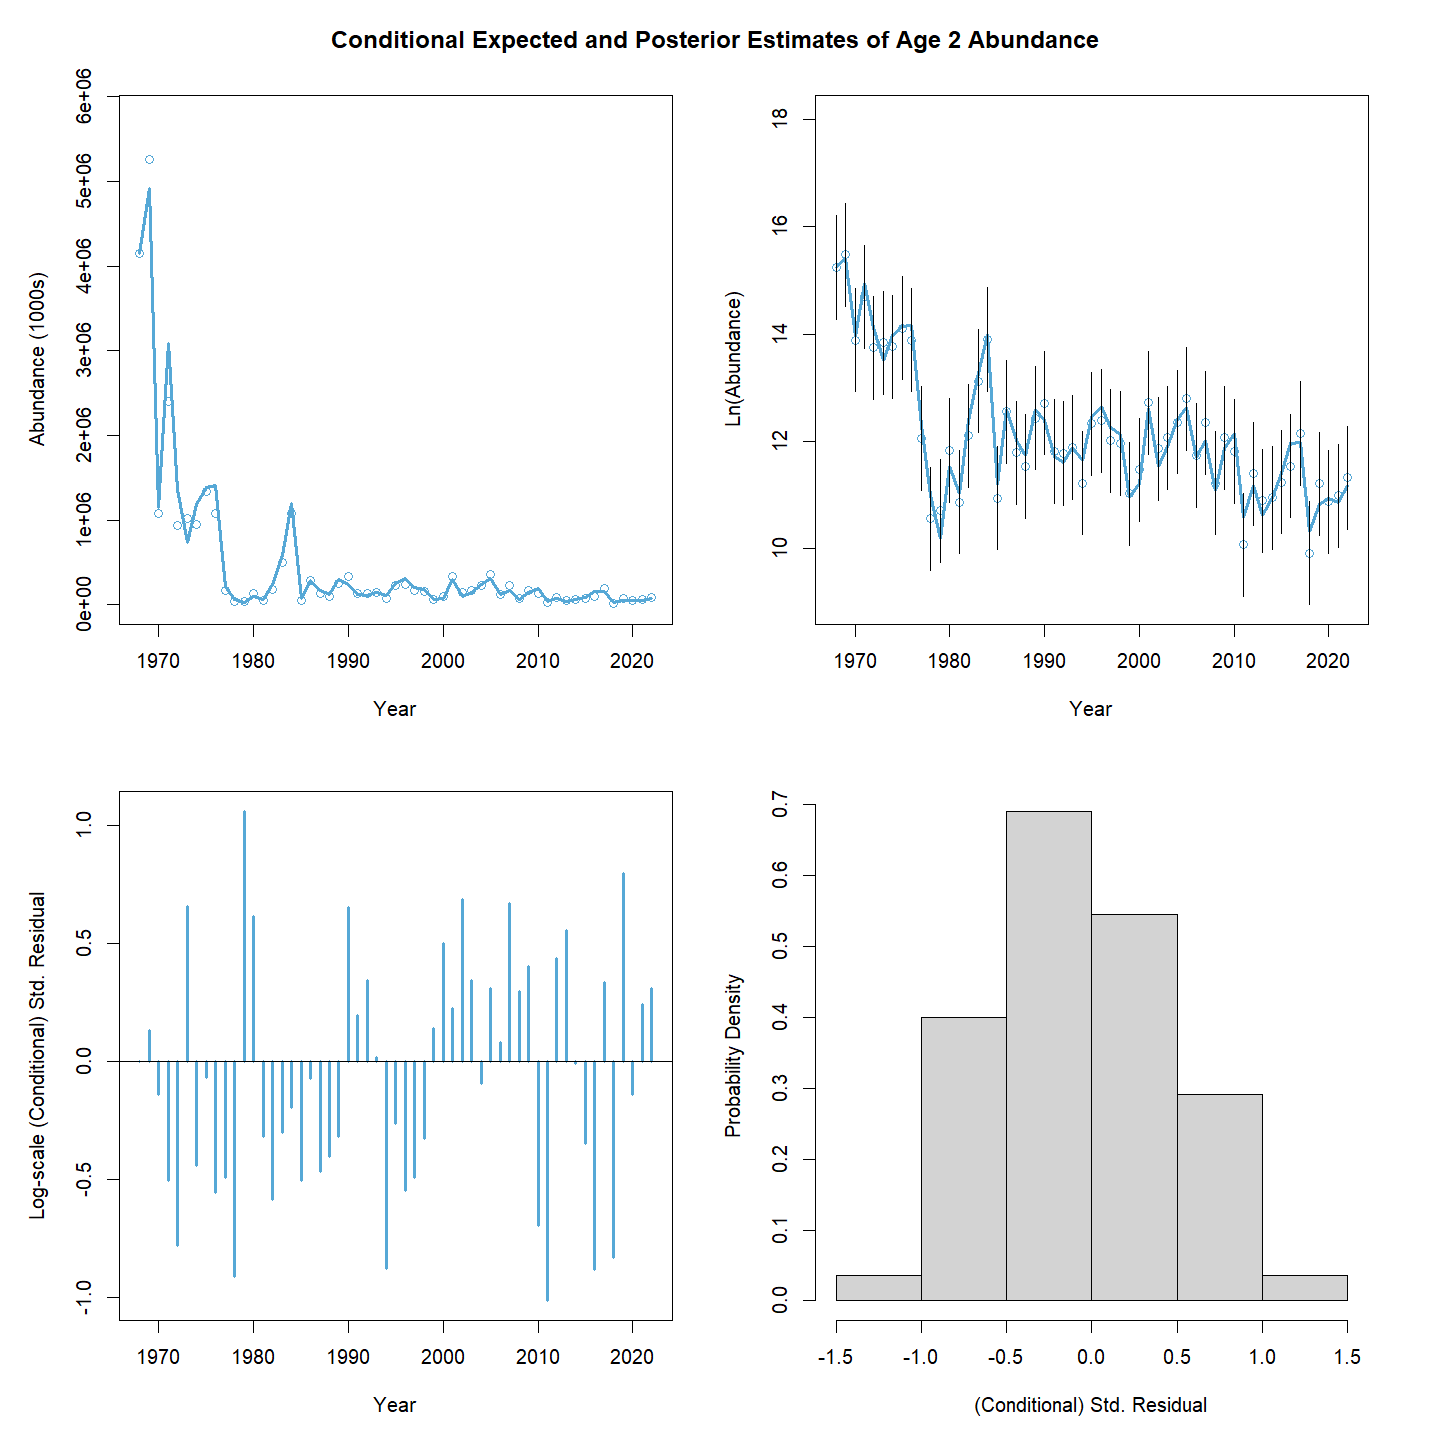 Conditional Expected and Posterior Estimates of Age 2 Abundance
Abundance (1000s)
6e+06
5e+06
4e+06
3e+06
2e+06
1e+06
0e+00
1970 1980 1990 2000 2010 2020
Year
Ln(Abundance)
18
16
14
12
10
1970 1980 1990 2000 2010 2020
Year
Log-scale (Conditional) Std. Residual
1.0
0.5
0.0
-0.5
-1.0
1970 1980 1990 2000 2010 2020
Year
Probability Density
0.7
0.6
0.5
0.4
0.3
0.2
0.1
0.0
-1.5 -1.0 -0.5 0.0 0.5 1.0 1.5
(Conditional) Std. Residual